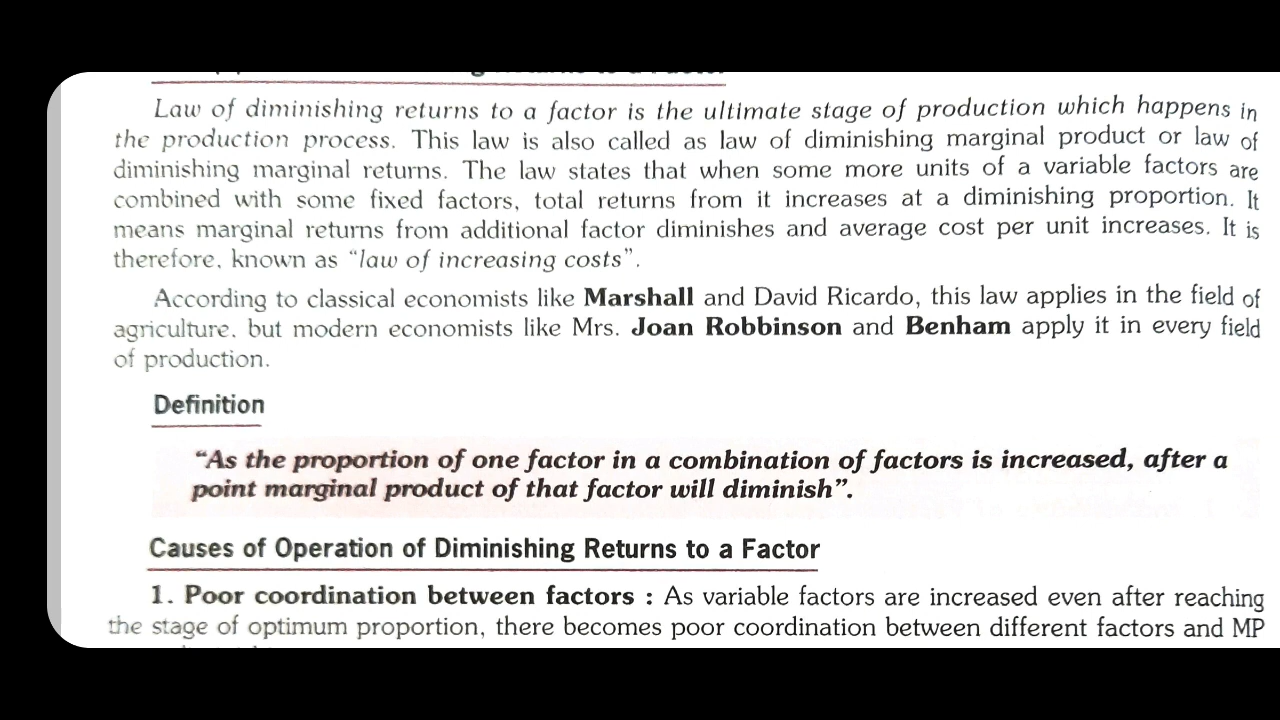 Law of diminishing returns to a factor is the ultimate stage of production which happens in
the production process. This law is also called as law of diminishing marginal product or law of
diminishing marginal returns. The law states that when some more units of a variable factors are
combined with some fixed factors, total returns from it increases at a diminishing proportion. It
means marginal returns from additional factor diminishes and average cost per unit increases. It is
therefore, known as “law of increasing costs”.
According to classical economists like Marshall and David Ricardo, this law applies in the field of
agriculture, but modern economists like Mrs. Joan Robbinson and Benham apply it in every field
of production.
Definition
“As the proportion of one factor in a combination of factors is increased, after a
point marginal product of that factor will diminish”.
Causes of Operation of Diminishing Returns to a Factor
1. Poor coordination between factors : As variable factors are increased even after reaching
the stage of optimum proportion, there becomes poor coordination between different factors and MP